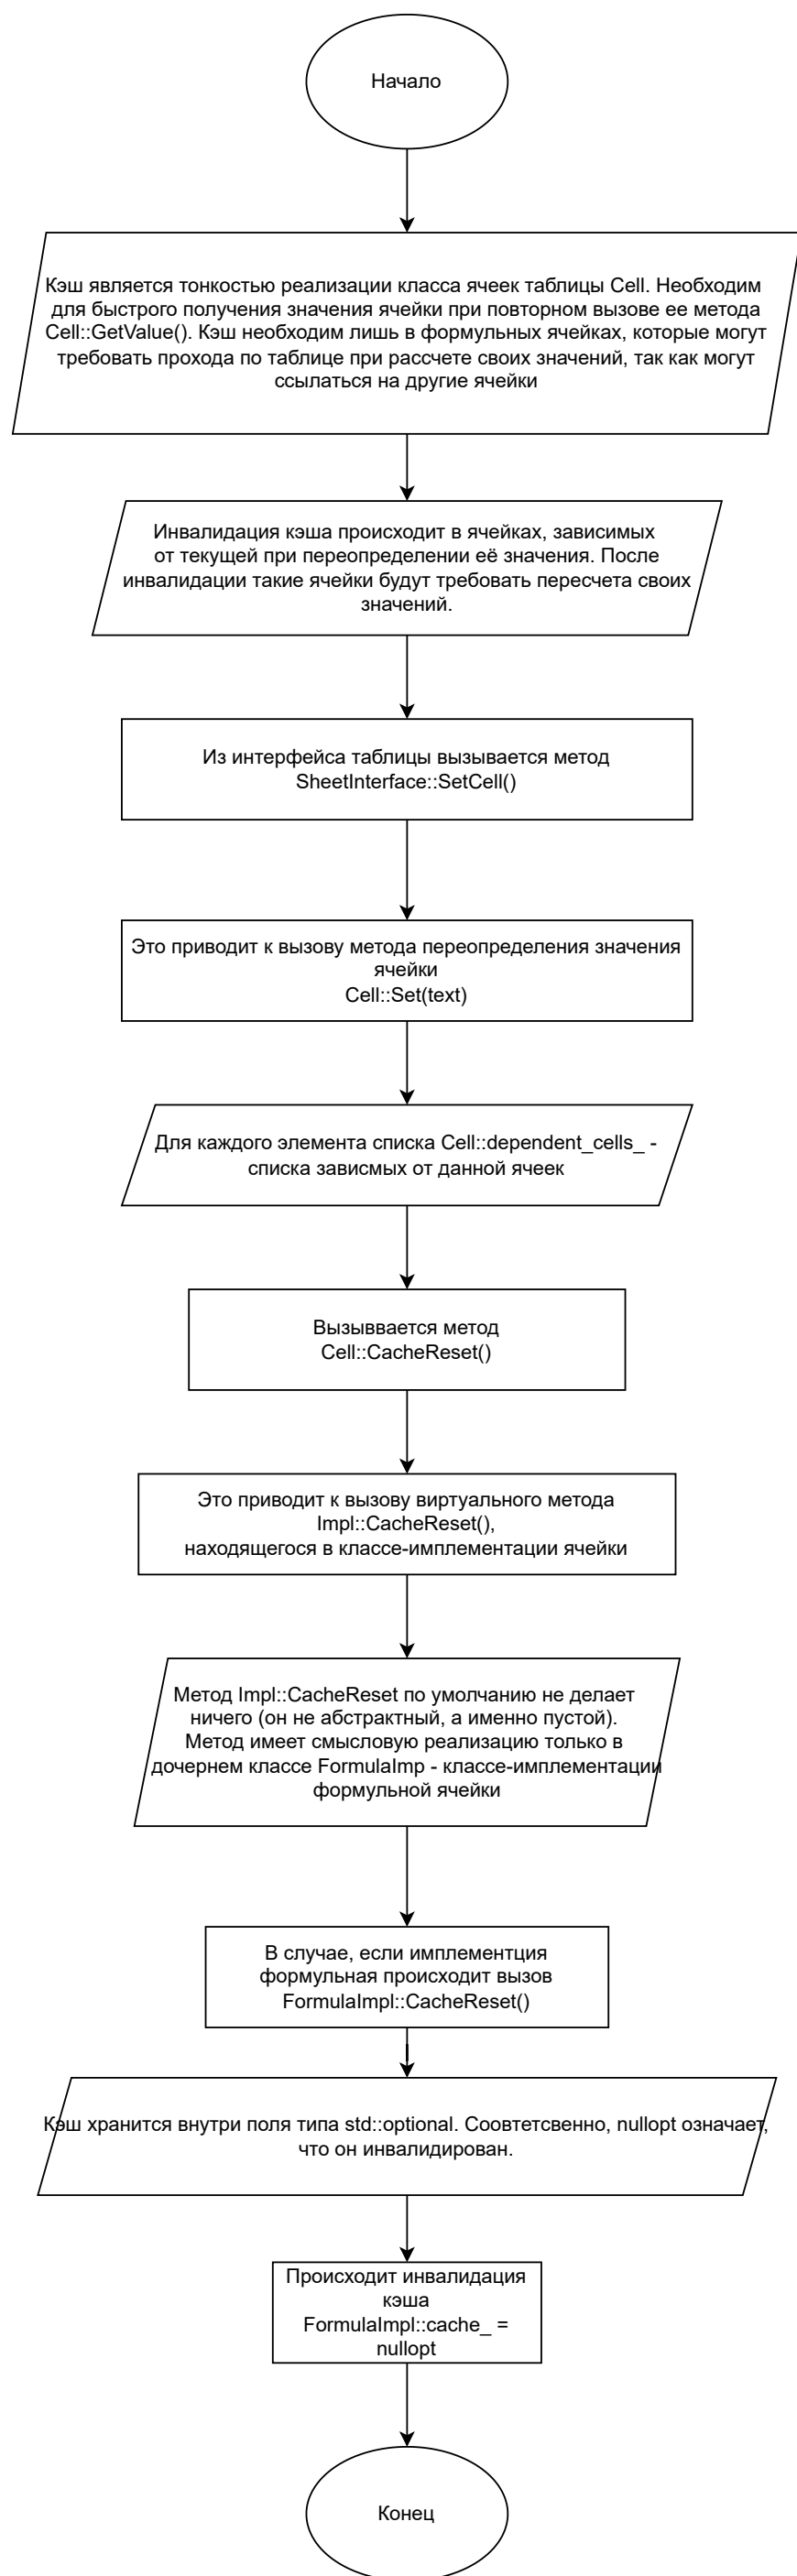 Начало
Кэш является тонкостью реализации класса ячеек таблицы Cell. Необходим
для быстрого получения значения ячейки при повторном вызове ее метода
Cell::GetValue(). Кэш необходим лишь в формульных ячейках, которые могут
требовать прохода по таблице при рассчете своих значений, так как могут
ссылаться на другие ячейки
Инвалидация кэша происходит в ячейках, зависимых
от текущей при переопределении её значения. После
инвалидации такие ячейки будут требовать пересчета своих
значений.
Из интерфейса таблицы вызывается метод
SheetInterface::SetCell()
Это приводит к вызову метода переопределения значения
ячейки
Cell::Set(text)
Для каждого элемента списка Cell::dependent_cells_ -
списка зависмых от данной ячеек
Вызыввается метод
Cell::CacheReset()
Это приводит к вызову виртуального метода
Impl::CacheReset(),
находящегося в классе-имплементации ячейки
Метод Impl::CacheReset по умолчанию не делает
ничего (он не абстрактный, а именно пустой).
Метод имеет смысловую реализацию только в
дочернем классе FormulaImp - классе-имплементации
формульной ячейки
В случае, если имплементция
формульная происходит вызов
FormulaImpl::CacheReset()
Кэш хранится внутри поля типа std::optional. Соовтетсвенно, nullopt означает,
что он инвалидирован.
Происходит инвалидация
кэша
FormulaImpl::cache_ =
nullopt
Конец